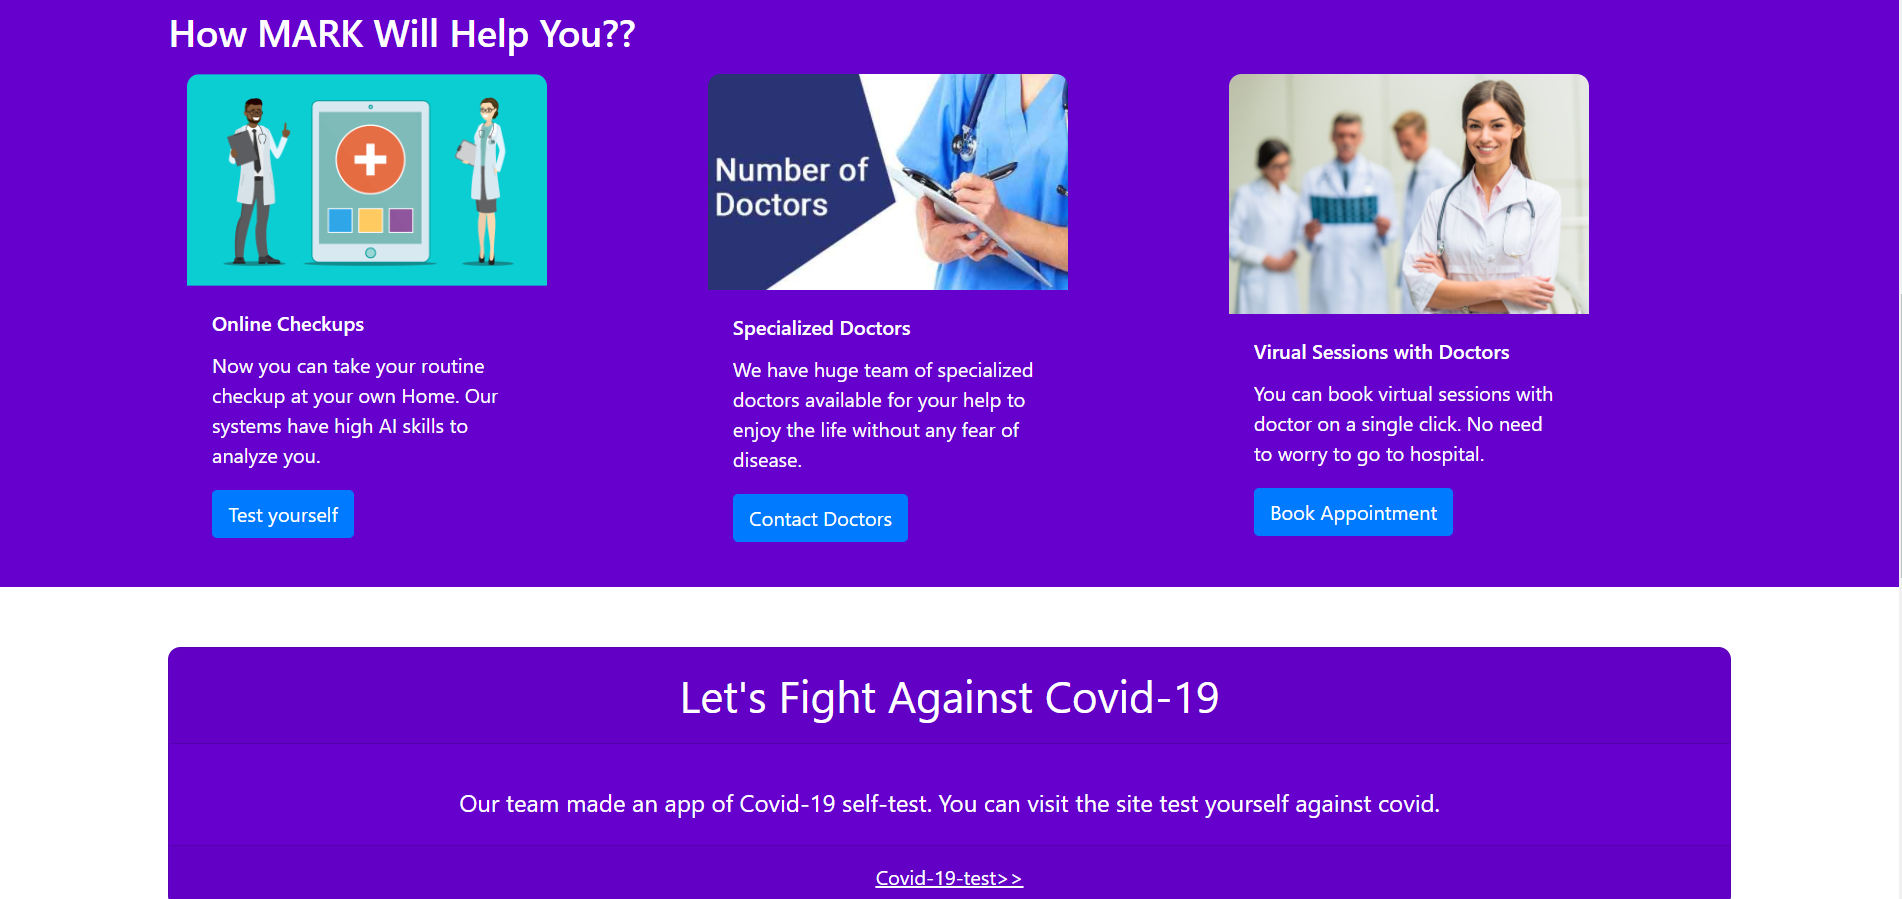 How MARK Will Help You??
Number of
Doctors
Online Checkups
Now you can take your routine
checkup at your own Home. Our
systems have high AI skills to
analyze you.
Test yourself
Specialized Doctors
We have huge team of specialized
doctors available for your help to
enjoy the life without any fear of
disease.
Contact Doctors
Virual Sessions with Doctors
You can book virtual sessions with
doctor on a single click. No need
to worry to go to hospital.
Book Appointment
Let's Fight Against Covid-19
Our team made an app of Covid-19 self-test. You can visit the site test yourself against covid.
Covid-19-test>>